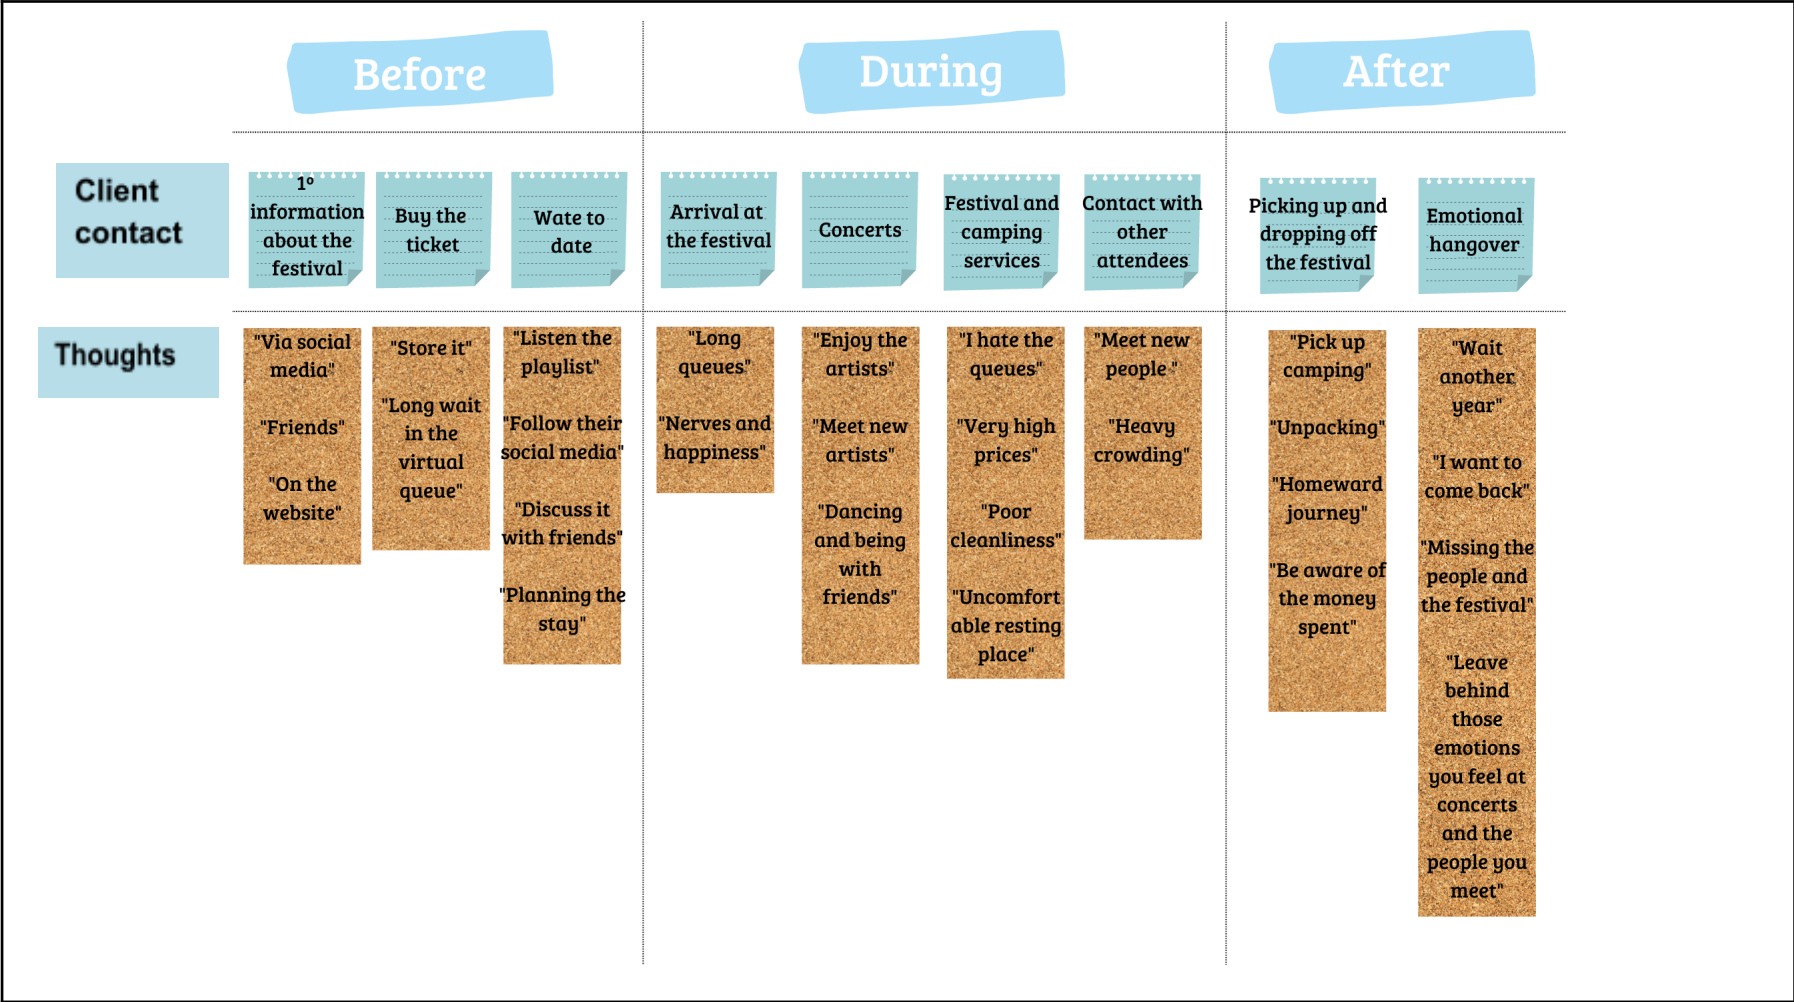 Before
During
After
Client
contact
1º
information
about the
festival
Buy the
ticket
Wate to
date
Arrival at
the festival
Concerts
Festival and
camping
services
Contact with
other
attendees
Picking up and
dropping off
the festival
Emotional
hangover
Thoughts
"Via social
media"
"Friends"
"On the
website"
"Store it"
"Long wait
in the
virtual
queue"
"Listen the
playlist"
"Follow their
social media"
"Discuss it
with friends"
"Planning the
stay"
"Long
queues"
"Nerves and
happiness"
"Enjoy the
artists"
"Meet new
artists"
"Dancing
and being
with
friends"
"I hate the
queues"
"Very high
prices"
"Poor
cleanliness"
"Uncomfort
able resting
place"
"Meet new
people "
"Heavy
crowding"
"Pick up
camping"
"Unpacking"
"Homeward
journey"
"Be aware of
the money
spent"
"Wait
another
year"
"I want to
come back"
"Missing the
people and
the festival"
"Leave
behind
those
emotions
you feel at
concerts
and the
people you
meet"